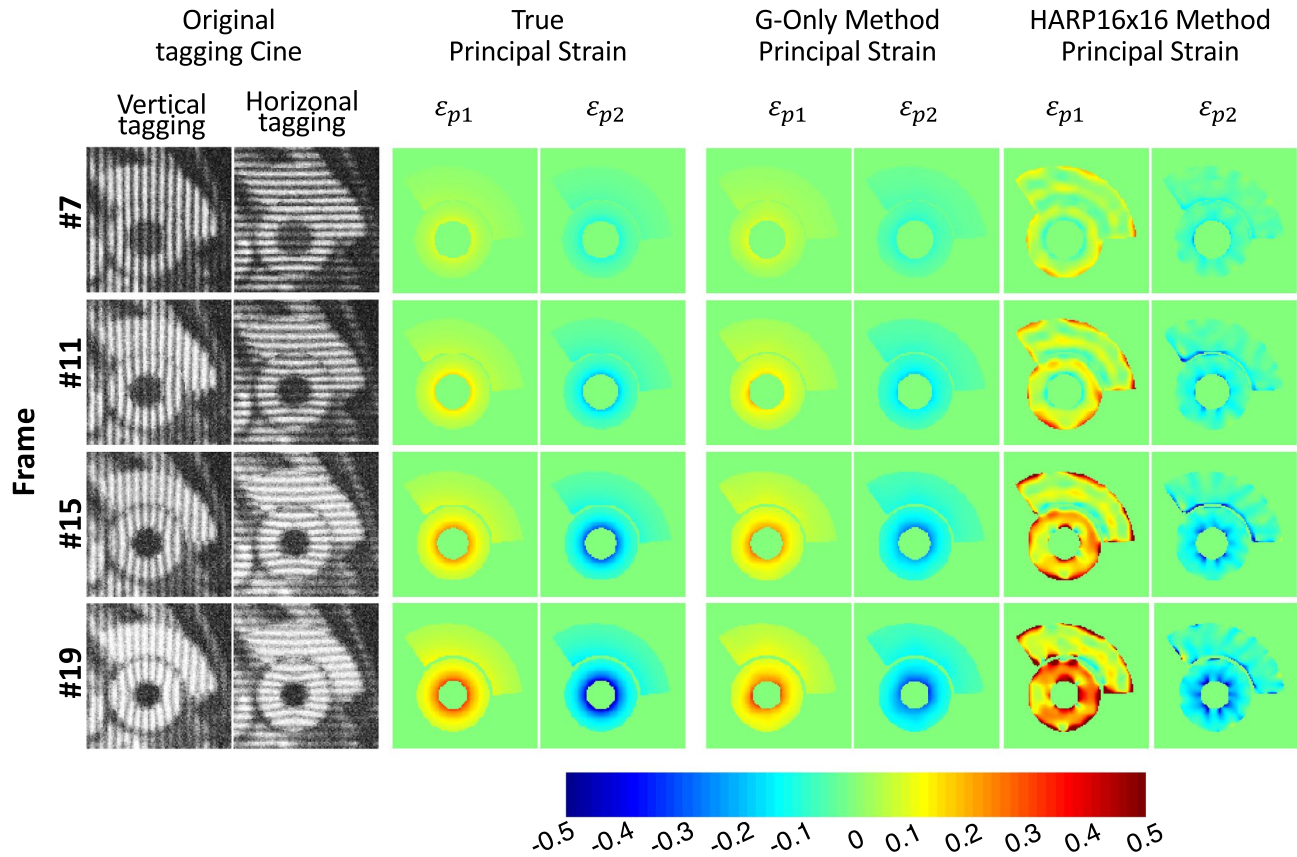 Original
tagging Cine
True
Principal Strain
G-Only Method
Principal Strain
HARP16x16 Method
Principal Strain
Vertical
tagging
Horizonal
tagging
εp1
εp2
εp1
εp2
εp1
εp2
Frame
#7
#11
#15
#19
-0.5 -0.4 -0.3 -0.2 -0.1 0 0.1 0.2 0.3 0.4 0.5